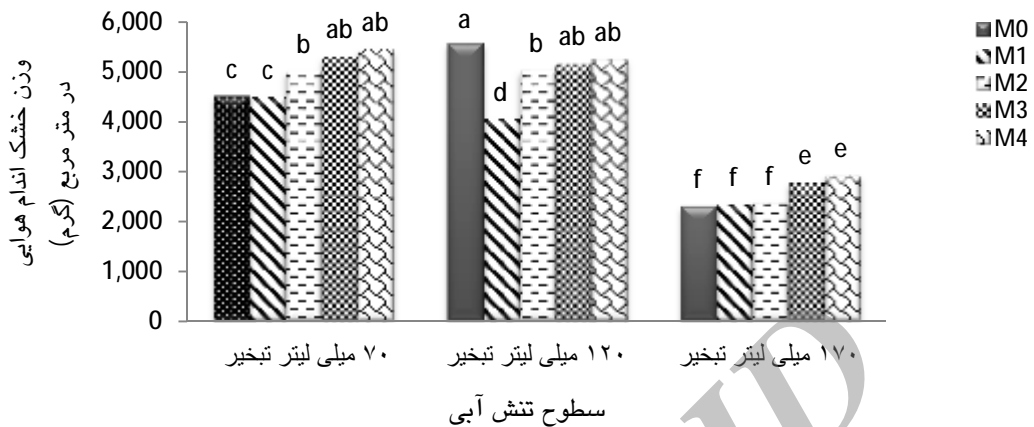 6,000
5,000
4,000
3,000
2,000
1,000
0
وزن خشک اندام هوایی
در متر مربع (گرم)
c c b ab ab
a d b ab ab
f f f e e
M0
M1
M2
M3
M4
۷۰ میلی لیتر تبخیر
۱۲۰ میلی لیتر تبخیر
۱۷۰ میلی لیتر تبخیر
سطوح تنش آبی